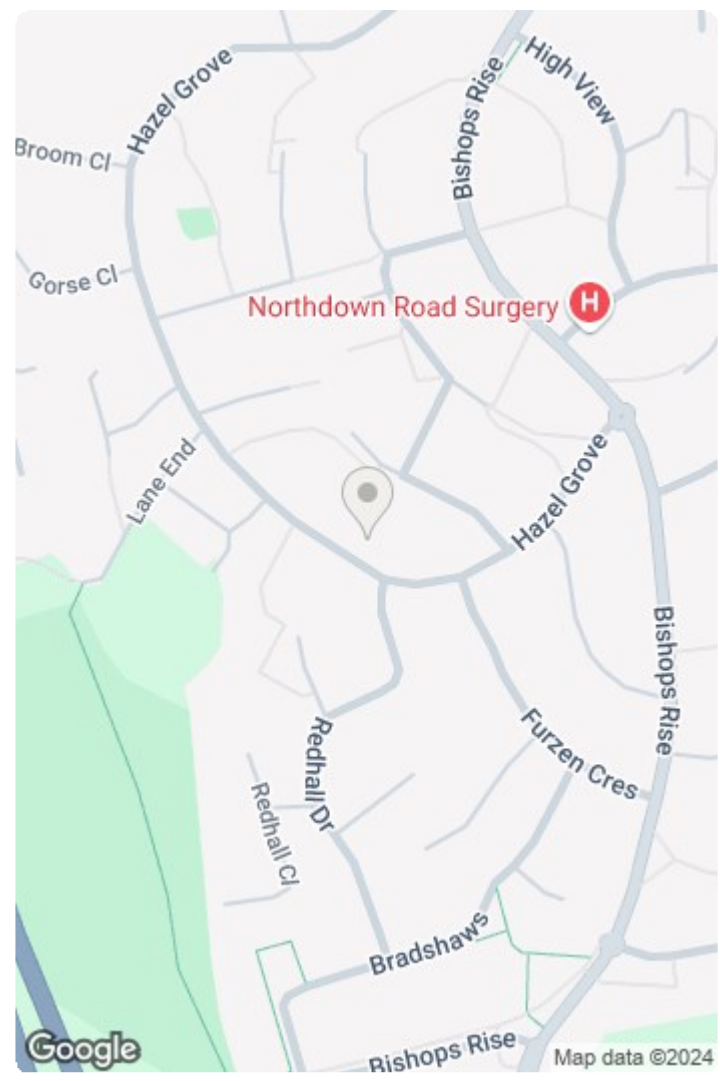 High View
Hazel Grove
Bishops Rise
Broom Cl
Gorse Cl
Northdown Road Surgery
H
Lane End
Hazel Grove
Bishops Rise
Furzen Cres
Redhall Dr
Redhall Cl
Bradshaws
Bishops Rise
Google
Map data ©2024